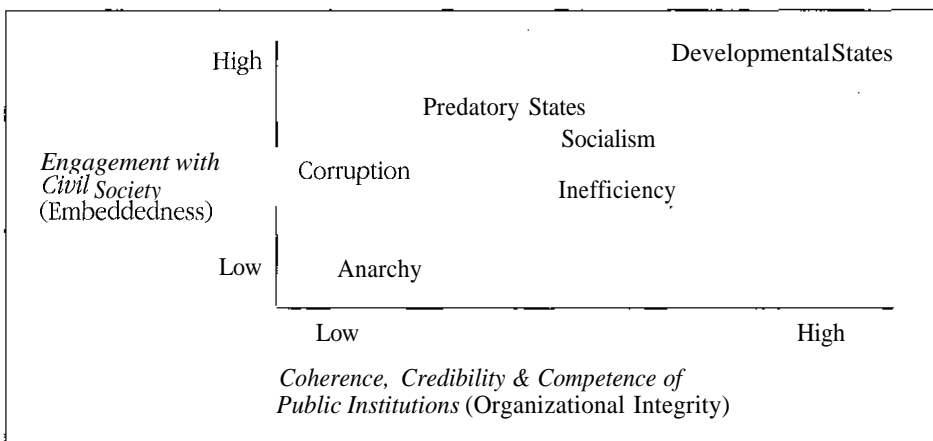 High
Developmental States
Predatory States
Socialism
Engagement with
Civil Society
(Embeddedness)
Corruption
Inefficiency
Low
Anarchy
Low
High
Coherence, Credibility & Competence of
Public Institutions (Organizational Integrity)